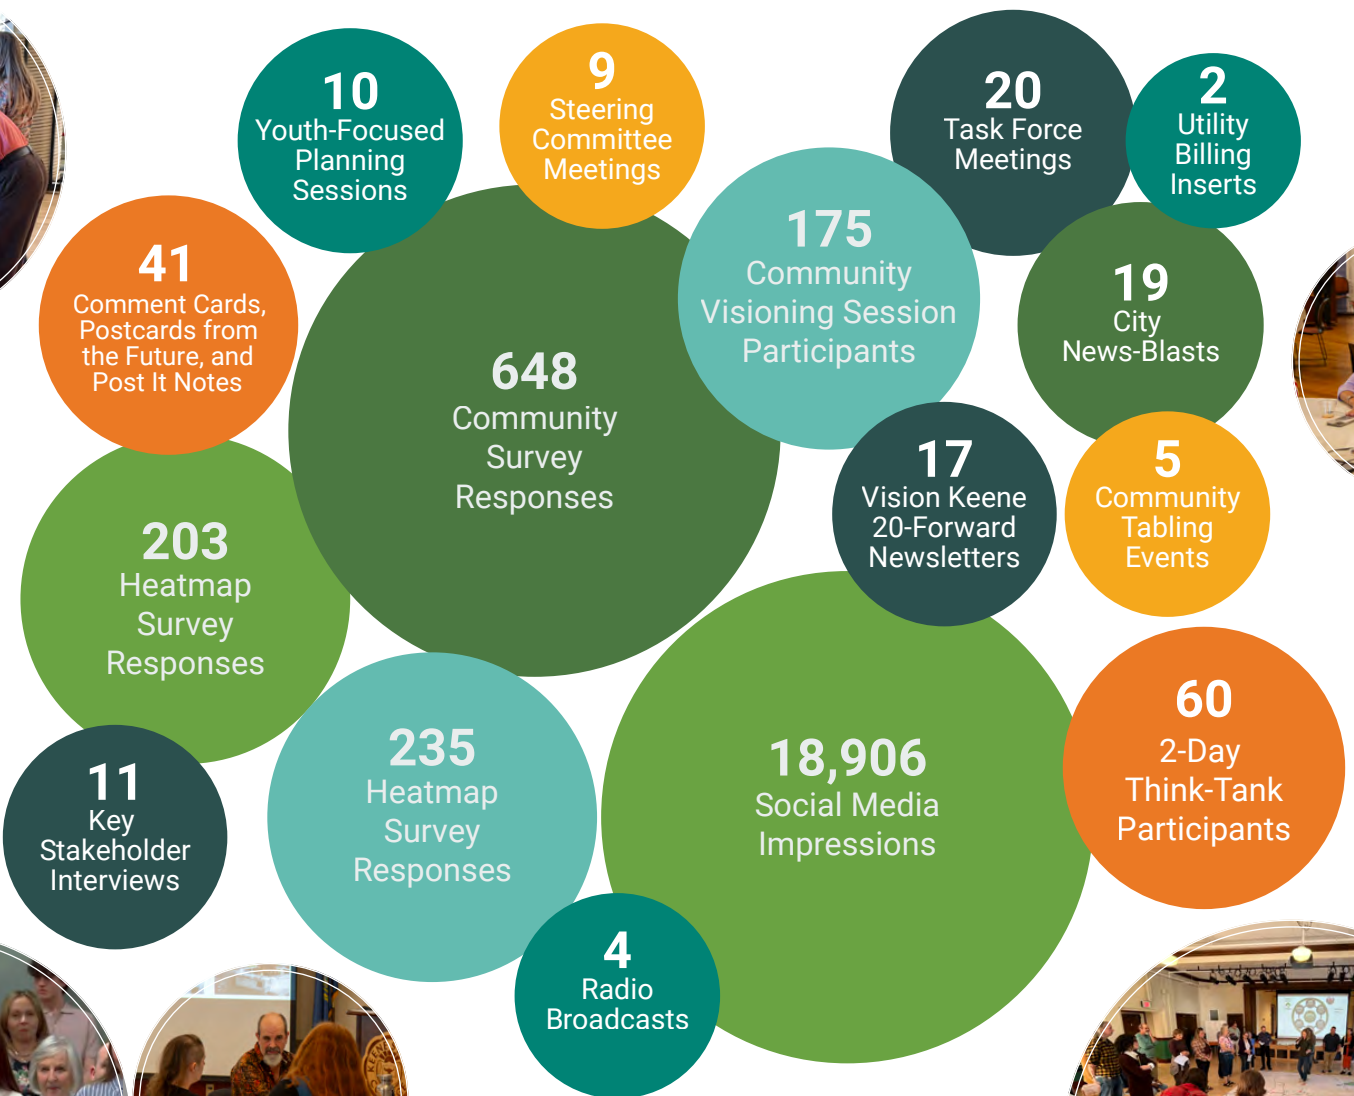 10
Youth-Focused
Planning
Sessions
9
Steering
Committee
Meetings
20
Task Force
Meetings
2
Utility
Billing
Inserts
41
Comment Cards,
Postcards from
the Future, and
Post It Notes
648
Community
Survey
Responses
175
Community
Visioning Session
Participants
19
City
News-Blasts
17
Vision Keene
20-Forward
Newsletters
5
Community
Tabling
Events
203
Heatmap
Survey
Responses
11
Key
Stakeholder
Interviews
235
Heatmap
Survey
Responses
18,906
Social Media
Impressions
60
2-Day
Think-Tank
Participants
4
Radio
Broadcasts